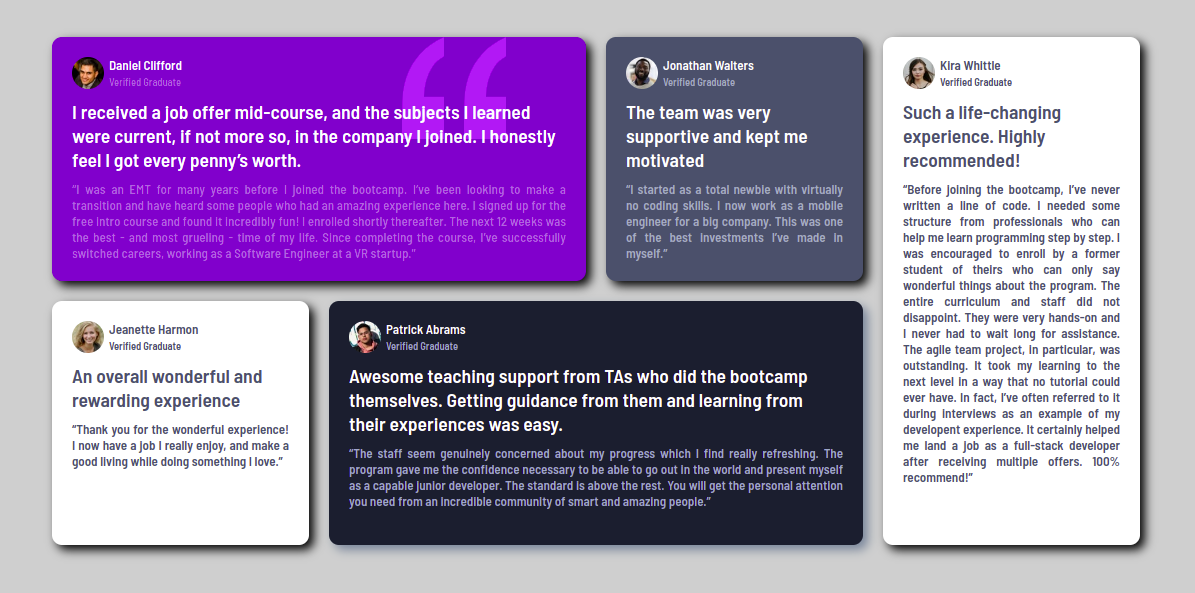 Daniel Clifford
Verified Graduate
I received a job offer mid-course, and the subjects I learned
were current, if not more so, in the company I joined. I honestly
feel I got every penny’s worth.
“I was an EMT for many years before I joined the bootcamp. I’ve been looking to make a
transition and have heard some people who had an amazing experience here. I signed up for the
free intro course and found it incredibly fun! I enrolled shortly thereafter. The next 12 weeks was
the best - and most grueling - time of my life. Since completing the course, I’ve successfully
switched careers, working as a Software Engineer at a VR startup.”
Jonathan Walters
Verified Graduate
The team was very
supportive and kept me
motivated
“I started as a total newbie with virtually
no coding skills. I now work as a mobile
engineer for a big company. This was one
of the best investments I’ve made in
myself.”
Kira Whittle
Verified Graduate
Such a life-changing
experience. Highly
recommended!
“Before joining the bootcamp, I’ve never
written a line of code. I needed some
structure from professionals who can
help me learn programming step by step. I
was encouraged to enroll by a former
student of theirs who can only say
wonderful things about the program. The
entire curriculum and staff did not
disappoint. They were very hands-on and
I never had to wait long for assistance.
The agile team project, in particular, was
outstanding. It took my learning to the
next level in a way that no tutorial could
ever have. In fact, I’ve often referred to it
during interviews as an example of my
developent experience. It certainly helped
me land a job as a full-stack developer
after receiving multiple offers. 100%
recommend!”
Jeanette Harmon
Verified Graduate
An overall wonderful and
rewarding experience
“Thank you for the wonderful experience!
I now have a job I really enjoy, and make a
good living while doing something I love.”
Patrick Abrams
Verified Graduate
Awesome teaching support from TAs who did the bootcamp
themselves. Getting guidance from them and learning from
their experiences was easy.
“The staff seem genuinely concerned about my progress which I find really refreshing. The
program gave me the confidence necessary to be able to go out in the world and present myself
as a capable junior developer. The standard is above the rest. You will get the personal attention
you need from an incredible community of smart and amazing people.”